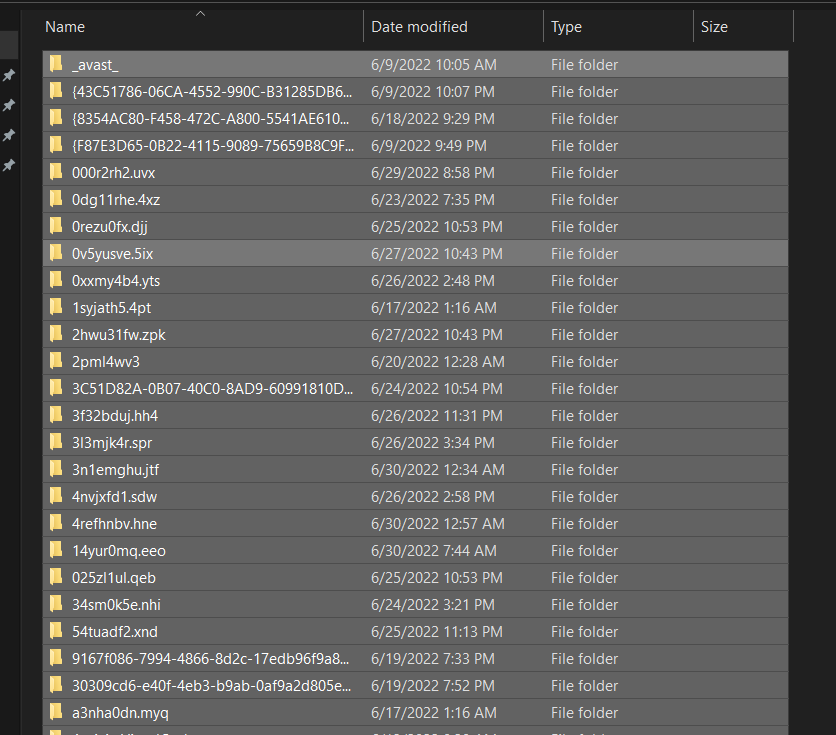 Name Date modified Type Size
_avast_ 6/9/2022 10:05 AM File folder
{43C51786-06CA-4552-990C-B31285DB6... 6/9/2022 10:07 PM File folder
{8354AC80-F458-472C-A800-5541AE610... 6/18/2022 9:29 PM File folder
{F87E3D65-0B22-4115-9089-75659B8C9F... 6/9/2022 9:49 PM File folder
000r2rh2.uvx 6/29/2022 8:58 PM File folder
0dg11rhe.4xz 6/23/2022 7:35 PM File folder
0rezu0fx.djj 6/25/2022 10:53 PM File folder
0v5yusve.5ix 6/27/2022 10:43 PM File folder
0xxmy4b4.yts 6/26/2022 2:48 PM File folder
1syjath5.4pt 6/17/2022 1:16 AM File folder
2hwu31fw.zpk 6/27/2022 10:43 PM File folder
2pml4wv3 6/20/2022 12:28 AM File folder
3C51D82A-0B07-40C0-8AD9-60991810D... 6/24/2022 10:54 PM File folder
3f32bduj.hh4 6/26/2022 11:31 PM File folder
3l3mjk4r.spr 6/26/2022 3:34 PM File folder
3n1emghu.jtf 6/30/2022 12:34 AM File folder
4nvjxfd1.sdw 6/26/2022 2:58 PM File folder
4refhnbv.hne 6/30/2022 12:57 AM File folder
14yur0mq.eeo 6/30/2022 7:44 AM File folder
025zl1ul.qeb 6/25/2022 10:53 PM File folder
34sm0k5e.nhi 6/24/2022 3:21 PM File folder
54tuadf2.xnd 6/25/2022 11:13 PM File folder
9167f086-7994-4866-8d2c-17edb96f9a8... 6/19/2022 7:33 PM File folder
30309cd6-e40f-4eb3-b9ab-0af9a2d805e... 6/19/2022 7:52 PM File folder
a3nha0dn.myq 6/17/2022 1:16 AM File folder